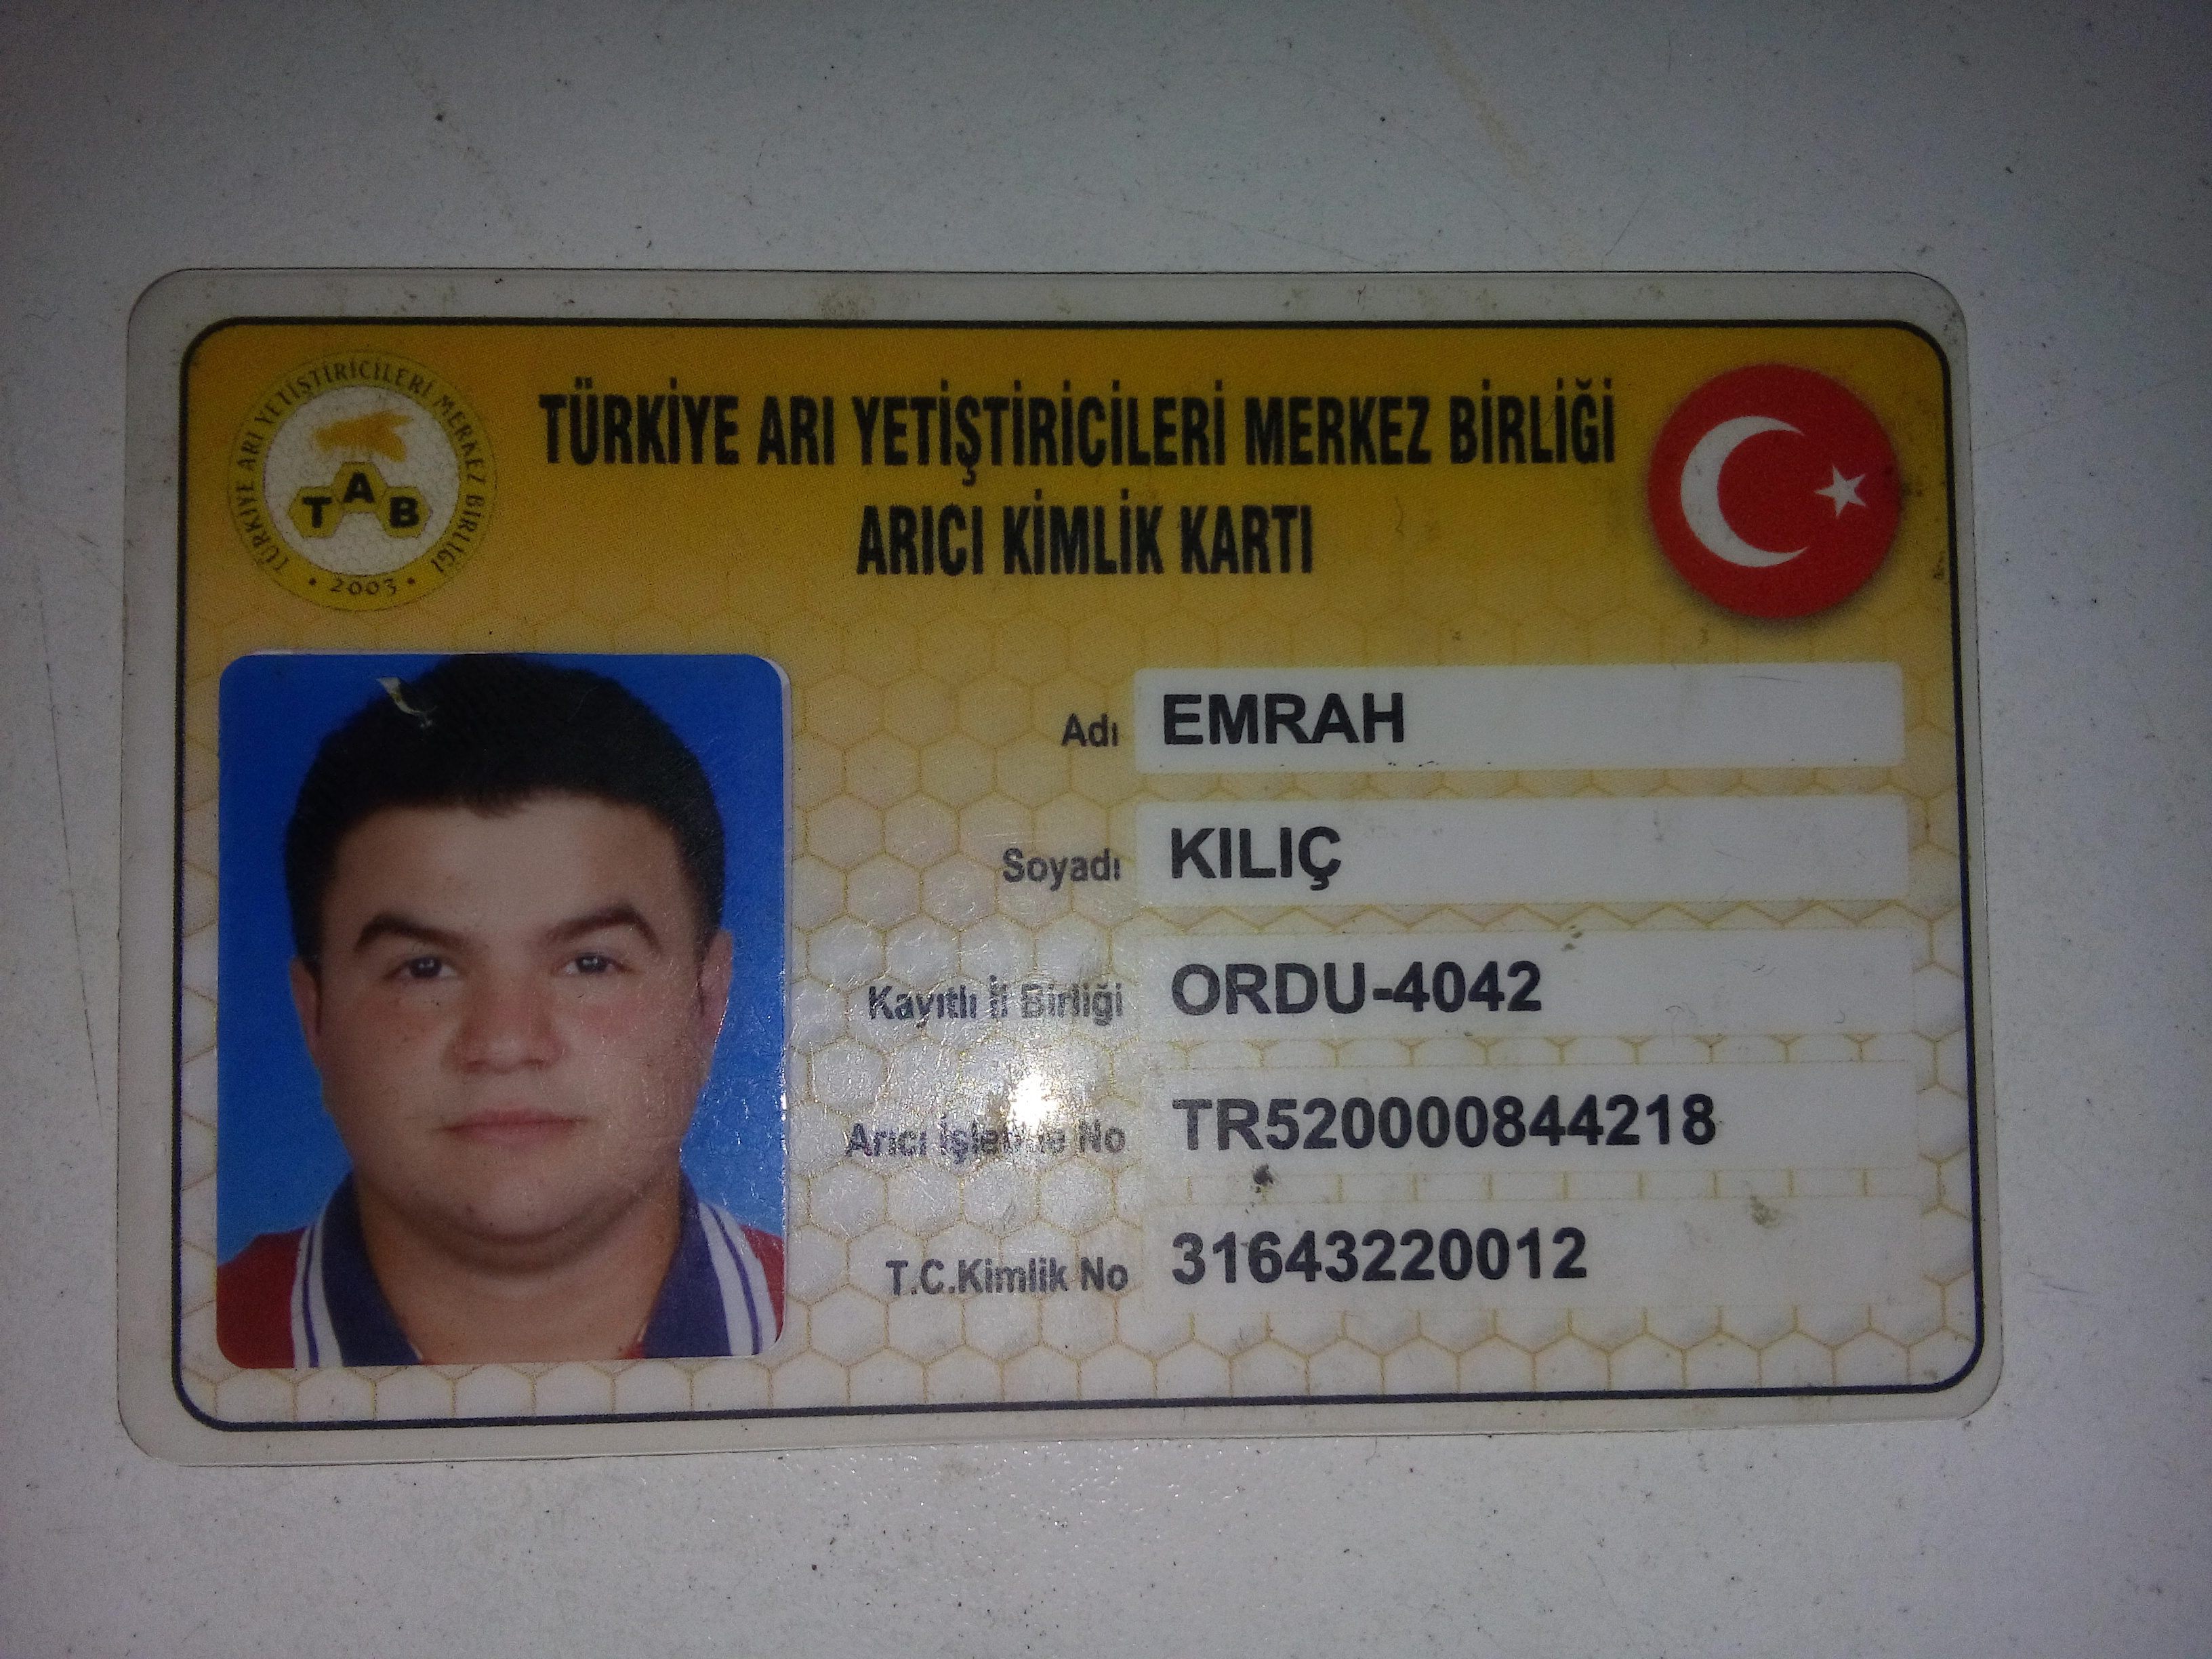 TÜRKİYE ARI YETİŞTİRİCİLERİ MERKEZ BİRLİĞİ
• 2003 •
TAB
TÜRKİYE ARI YETİŞTİRİCİLERİ MERKEZ BİRLİĞİ
ARICI KİMLİK KARTI
Adı EMRAH
Soyadı KILIÇ
Kayıtlı İl Birliği ORDU-4042
Arıcı İşletme No TR5200000844218
T.C.Kimlik No 31643220012